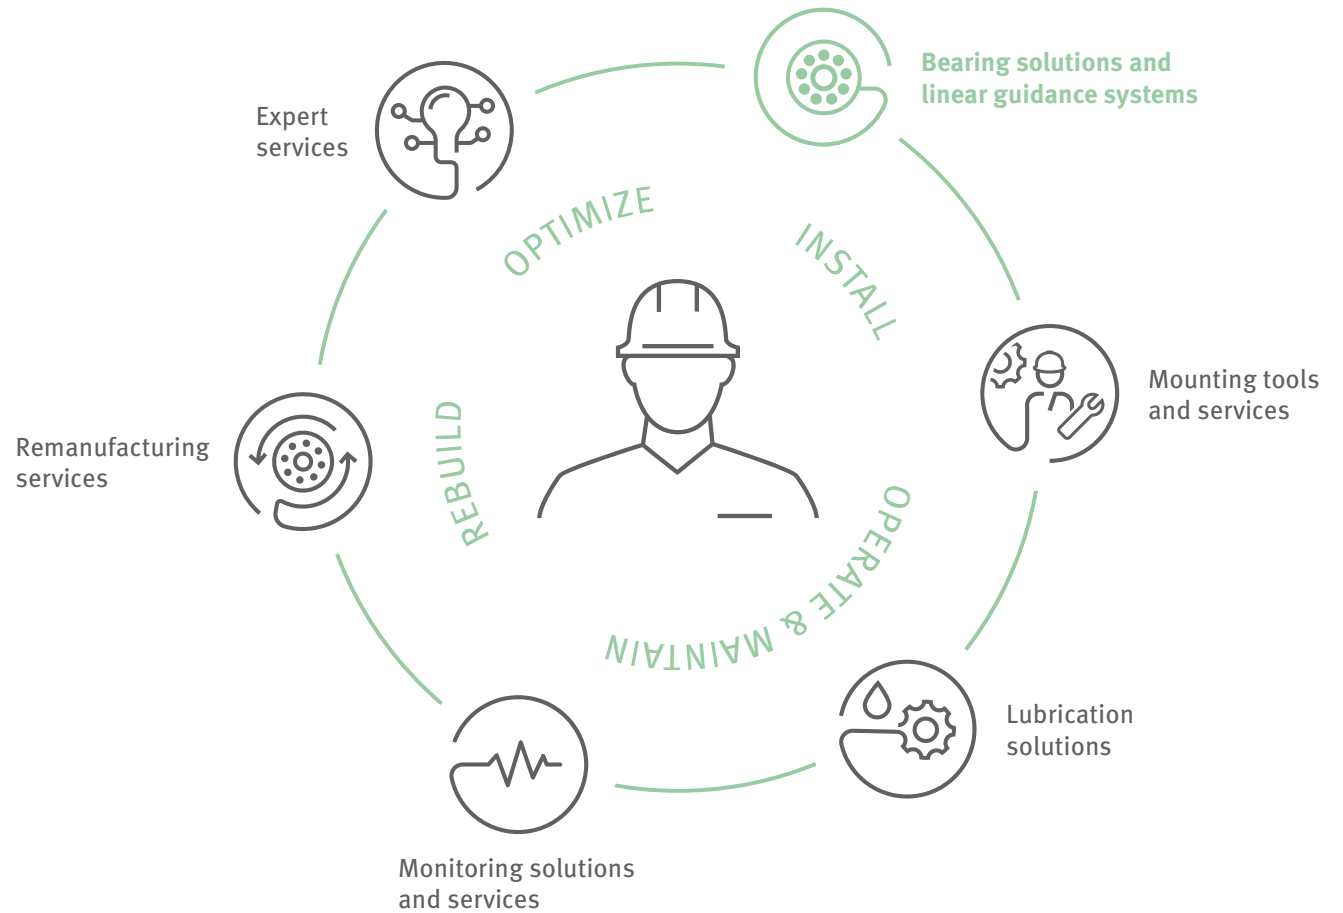 Bearing solutions and
linear guidance systems
Expert
services
OPTIMIZE
INSTALL
Mounting tools
and services
REBUILD
Remanufacturing
services
OPERATE & MAINTAIN
Lubrication
solutions
Monitoring solutions
and services